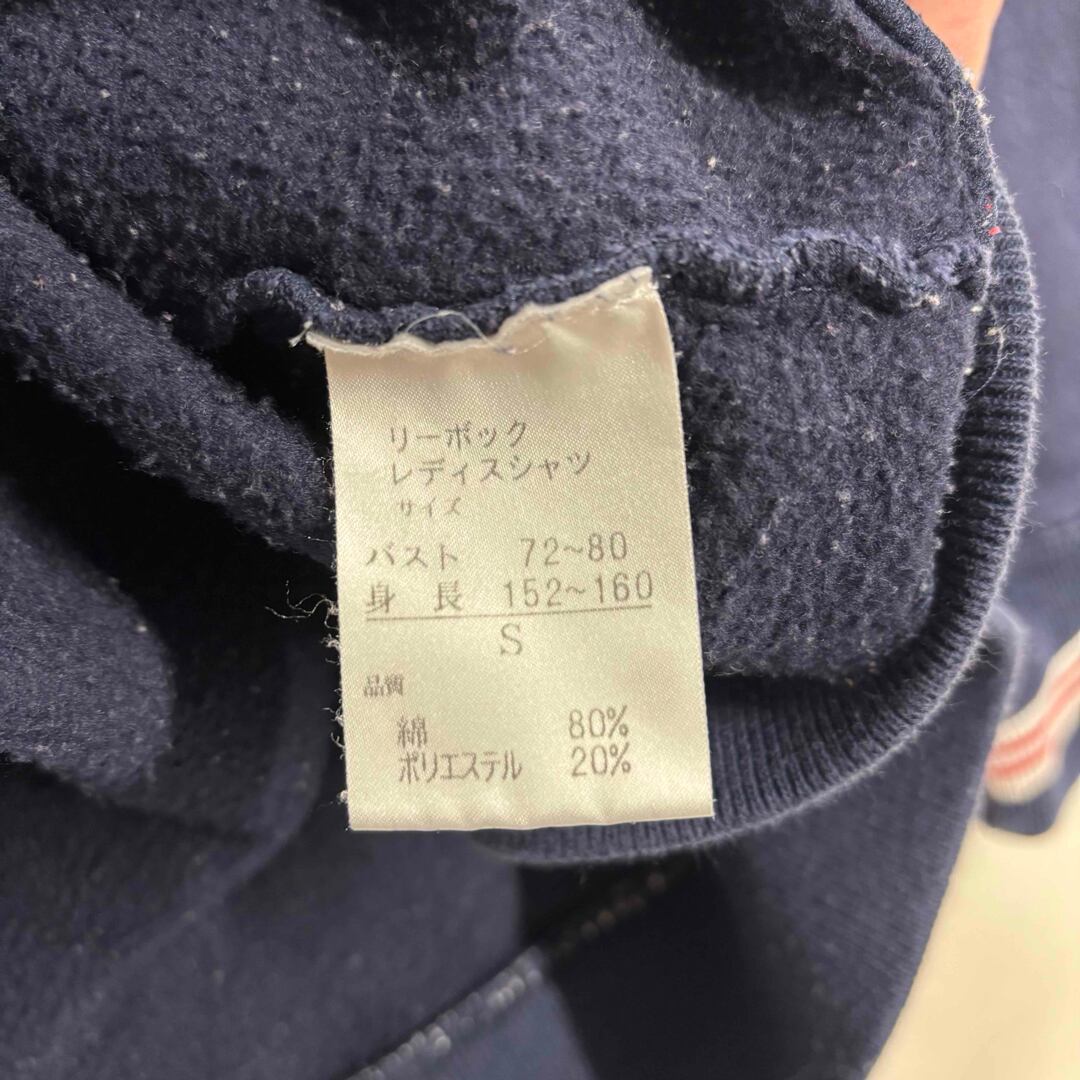 リーボック
レディスシャツ
サイズ
バスト 72~80
身 長 152~160
S
品質
綿 80%
ポリエステル 20%